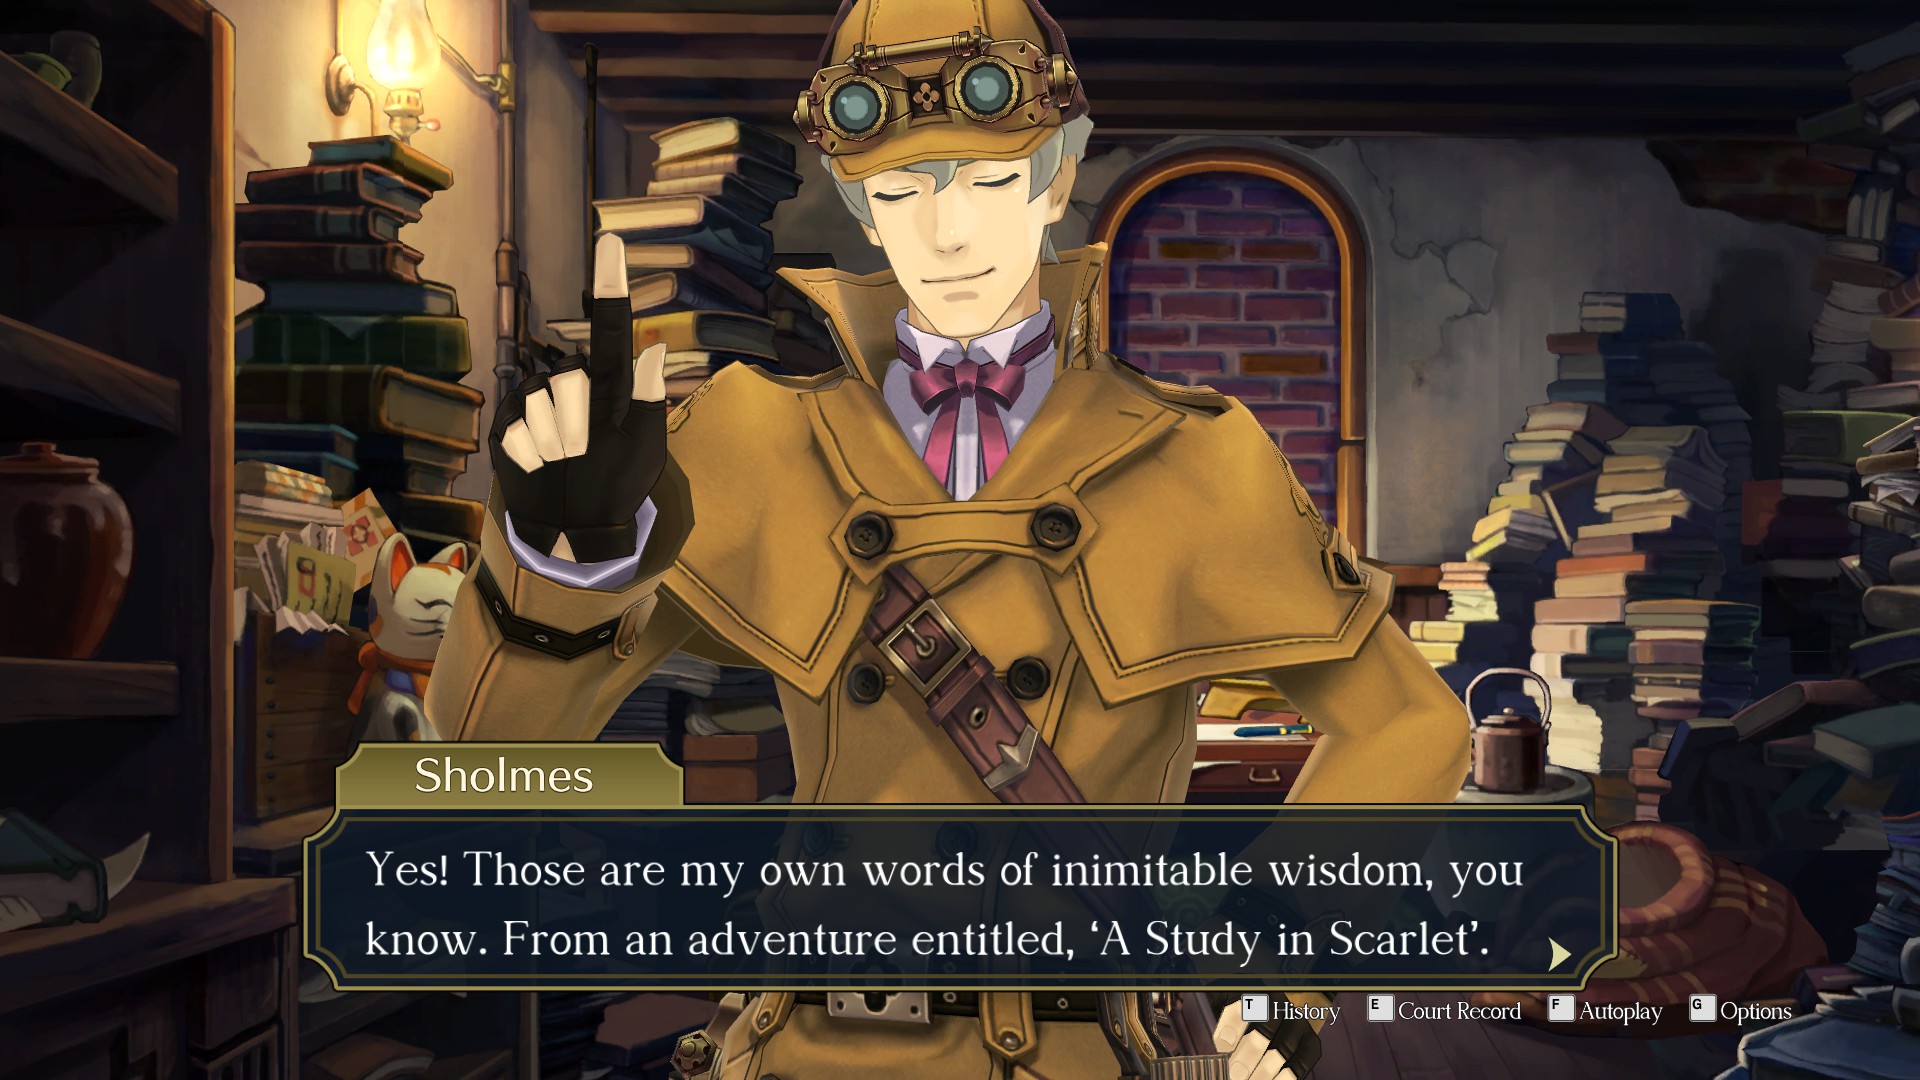 Sholmes
Yes! Those are my own words of inimitable wisdom, you
know. From an adventure entitled, ‘A Study in Scarlet’.
T History E Court Record F Autoplay G Options